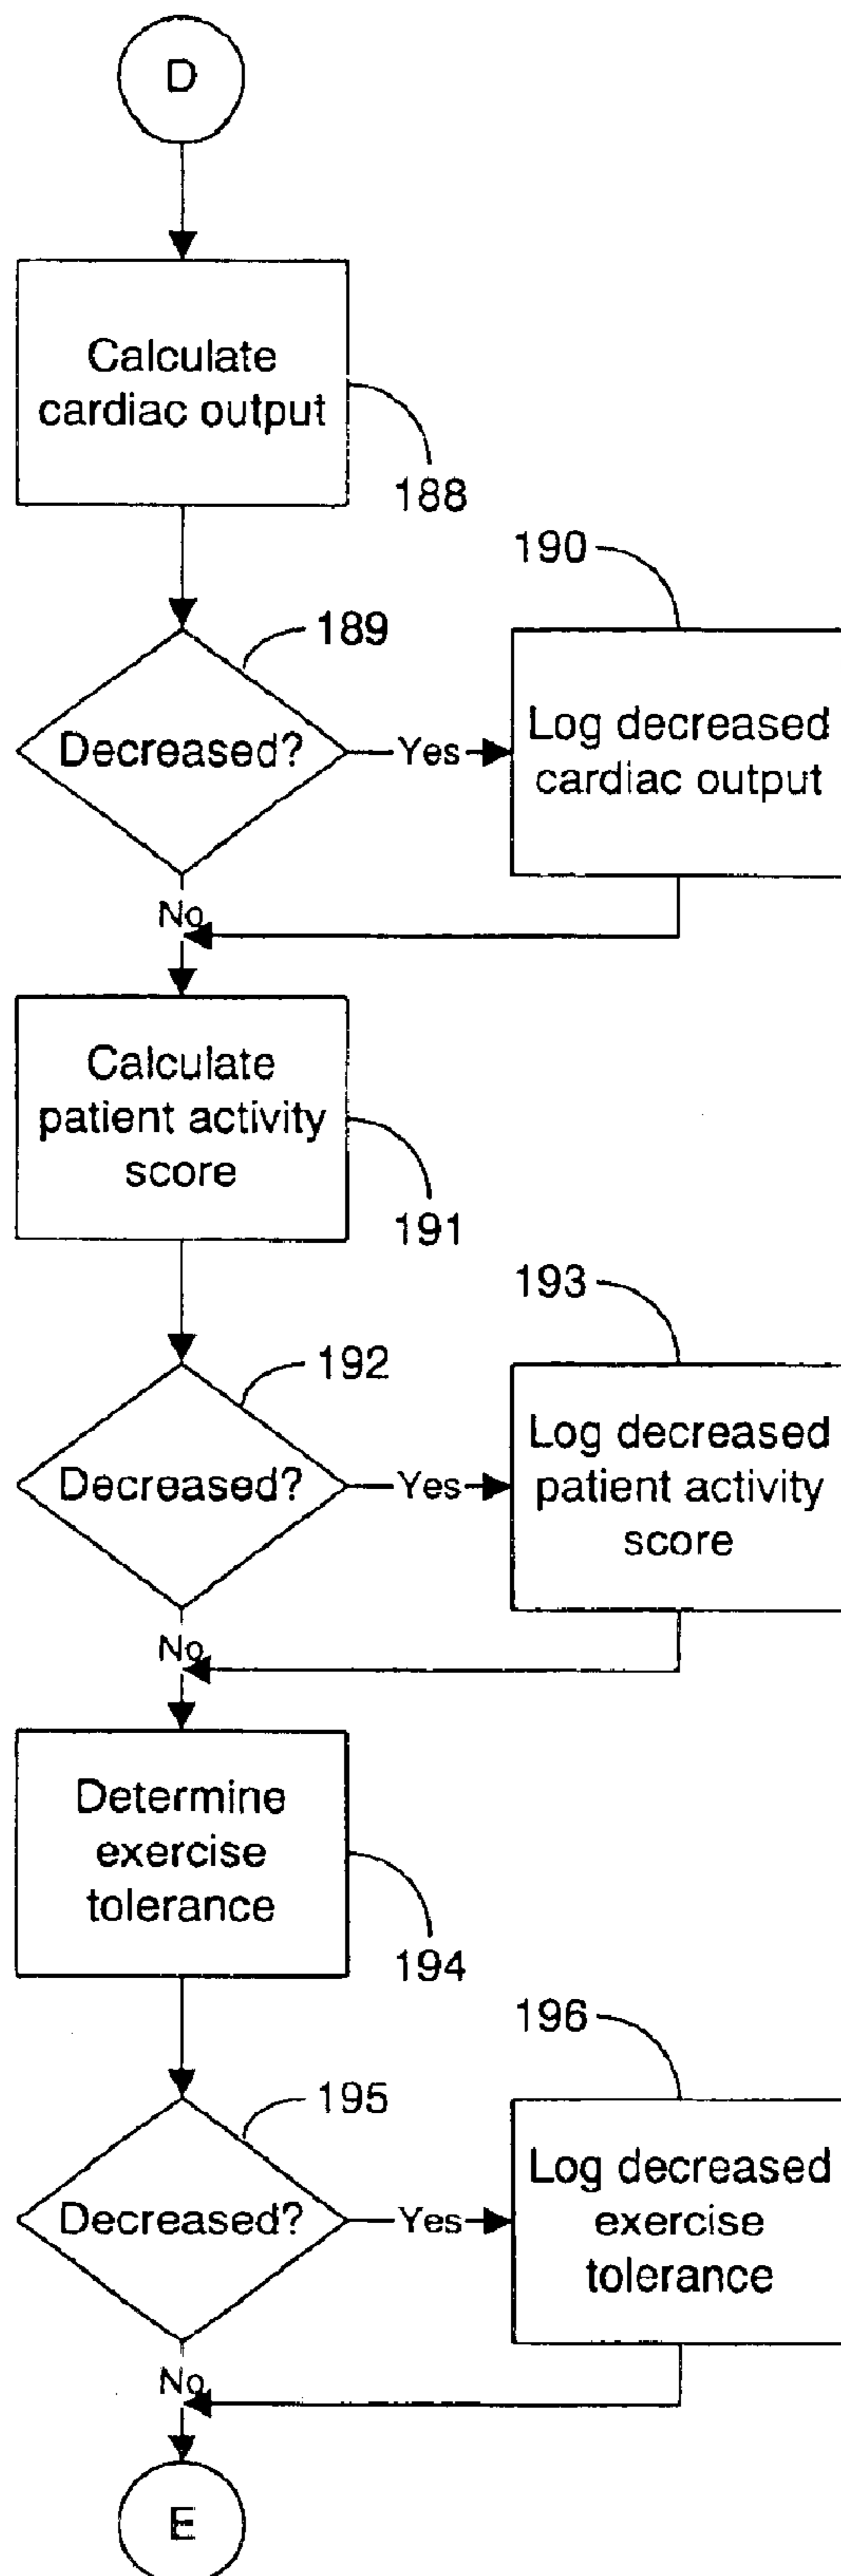 D
Calculate
cardiac output
188
190
189
Decreased?
Yes
Log decreased
cardiac output
No
Calculate
patient activity
score
191
193
192
Decreased?
Yes
Log decreased
patient activity
score
No
Determine
exercise
tolerance
194
196
195
Decreased?
Yes
Log decreased
exercise
tolerance
No
E